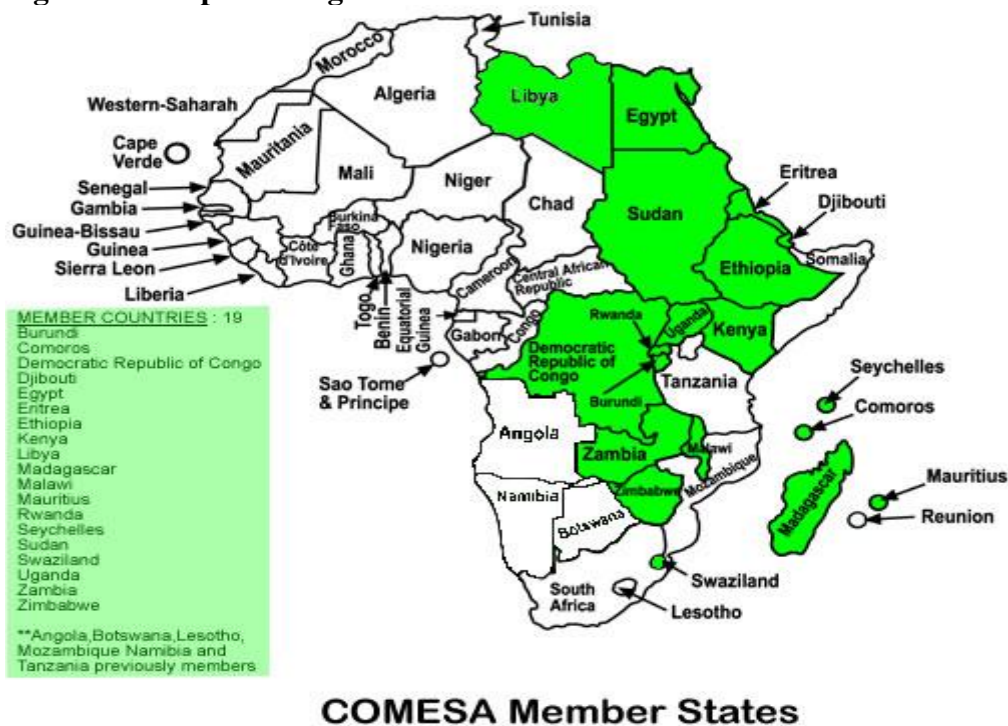 Tunisia
Morocco
Algeria
Libya
Egypt
Western-Saharah
Cape
Verde
Mauritania
Mali
Niger
Chad
Sudan
Eritrea
Djibouti
Senegal
Gambia
Guinea-Bissau
Guinea
Sierra Leon
Liberia
Burkina
Faso
Côte
d'Ivoire
Ghana
Togo
Benin
Nigeria
Cameroon
Central African
Republic
Ethiopia
Somalia
Equatorial
Guinea
Gabon
Congo
Sao Tome
& Principe
Rwanda
Uganda
Kenya
Democratic
Republic of
Congo
Burundi
Tanzania
Seychelles
Comoros
Angola
Zambia
Malawi
Mozambique
Zimbabwe
Madagascar
Mauritius
Reunion
Namibia
Botswana
Swaziland
South
Africa
Lesotho
MEMBER COUNTRIES : 19
Burundi
Comoros
Democratic Republic of Congo
Djibouti
Egypt
Eritrea
Ethiopia
Kenya
Libya
Madagascar
Malawi
Mauritius
Rwanda
Seychelles
Sudan
Swaziland
Uganda
Zambia
Zimbabwe
**Angola,Botswana,Lesotho,
Mozambique Namibia and
Tanzania previously members
COMESA Member States